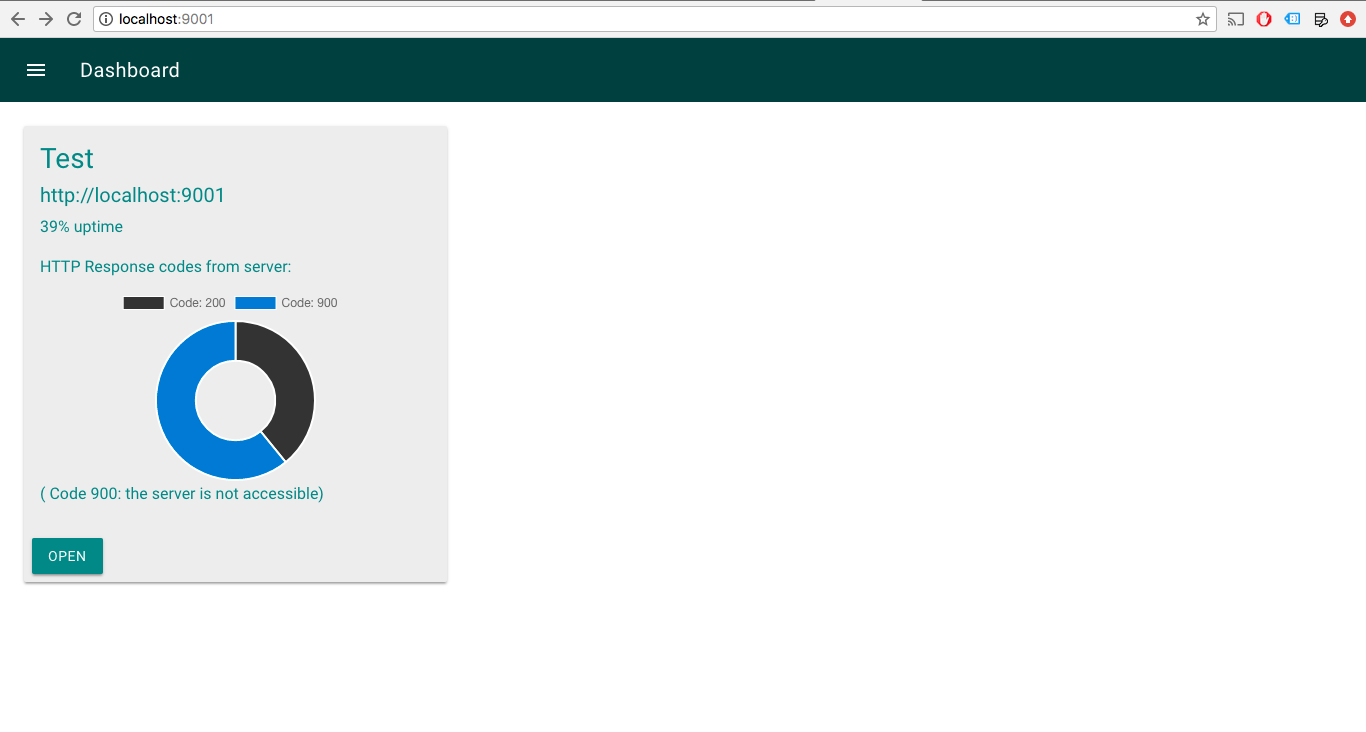 localhost:9001
Dashboard
Test
http://localhost:9001
39% uptime
HTTP Response codes from server:
Code: 200 Code: 900
( Code 900: the server is not accessible)
OPEN